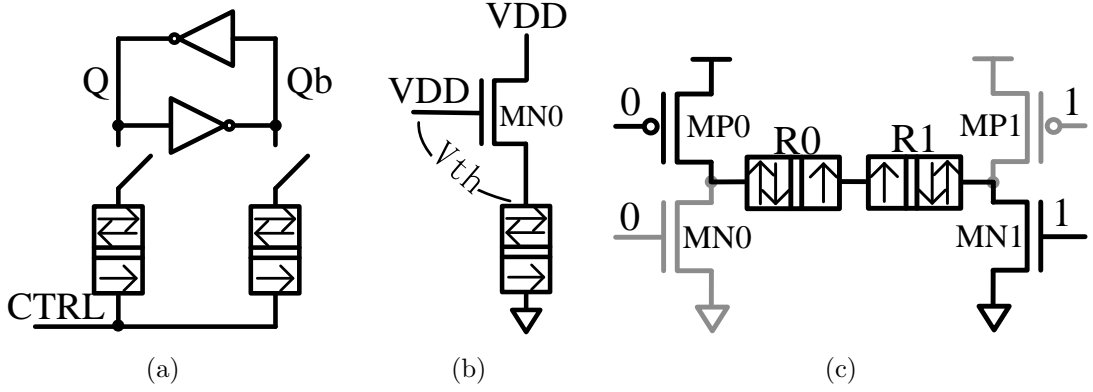 Q
Qb
CTRL
(a)
VDD
VDD
MN0
Vth
(b)
0
MP0
0
MN0
R0
R1
MP1
1
MN1
1
(c)